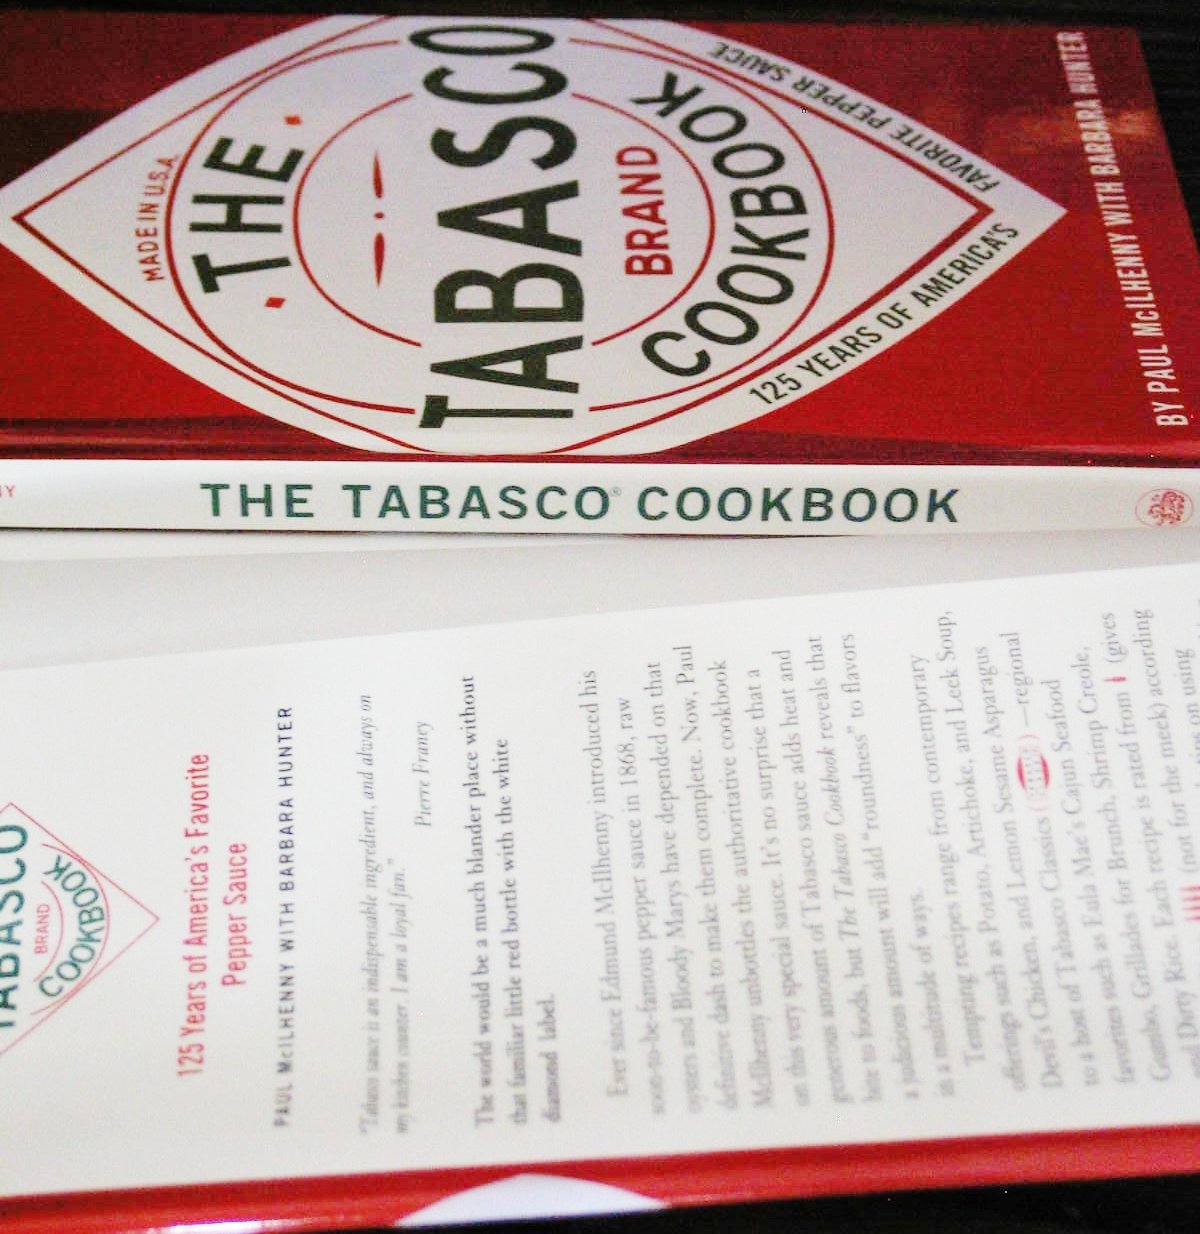 MADE IN U.S.A.
THE
TABASCO
BRAND
COOKBOOK
125 YEARS OF AMERICA'S
FAVORITE PEPPER SAUCE
BY PAUL McILHENNY WITH BARBARA HUNTER
THE TABASCO® COOKBOOK
TABASCO
BRAND
COOKBOOK
125 Years of America's Favorite
Pepper Sauce
PAUL McILHENNY WITH BARBARA HUNTER
"Tabasco sauce is an indispensable ingredient, and always on
my kitchen counter. I am a loyal fan."
Pierre Franey
The world would be a much blander place without
that familiar little red bottle with the white
diamond label.
Ever since Edmund McIlhenny introduced his
soon-to-be-famous pepper sauce in 1868, raw
oysters and Bloody Marys have depended on that
definitive dash to make them complete. Now, Paul
McIlhenny unbottles the authoritative cookbook
on this very special sauce. It's no surprise that a
generous amount of Tabasco sauce adds heat and
bite to foods, but The Tabasco Cookbook reveals that
a judicious amount will add "roundness" to flavors
in a multitude of ways.
Tempting recipes range from contemporary
offerings such as Potato, Artichoke, and Leek Soup,
Devil's Chicken, and Lemon Sesame Asparagus
to a host of Tabasco Classics ( ) —regional
favorites such as Eula Mae's Cajun Seafood
Gumbo, Grillades for Brunch, Shrimp Creole,
and Dirty Rice. Each recipe is rated from (gives
(not for the meek) according
using